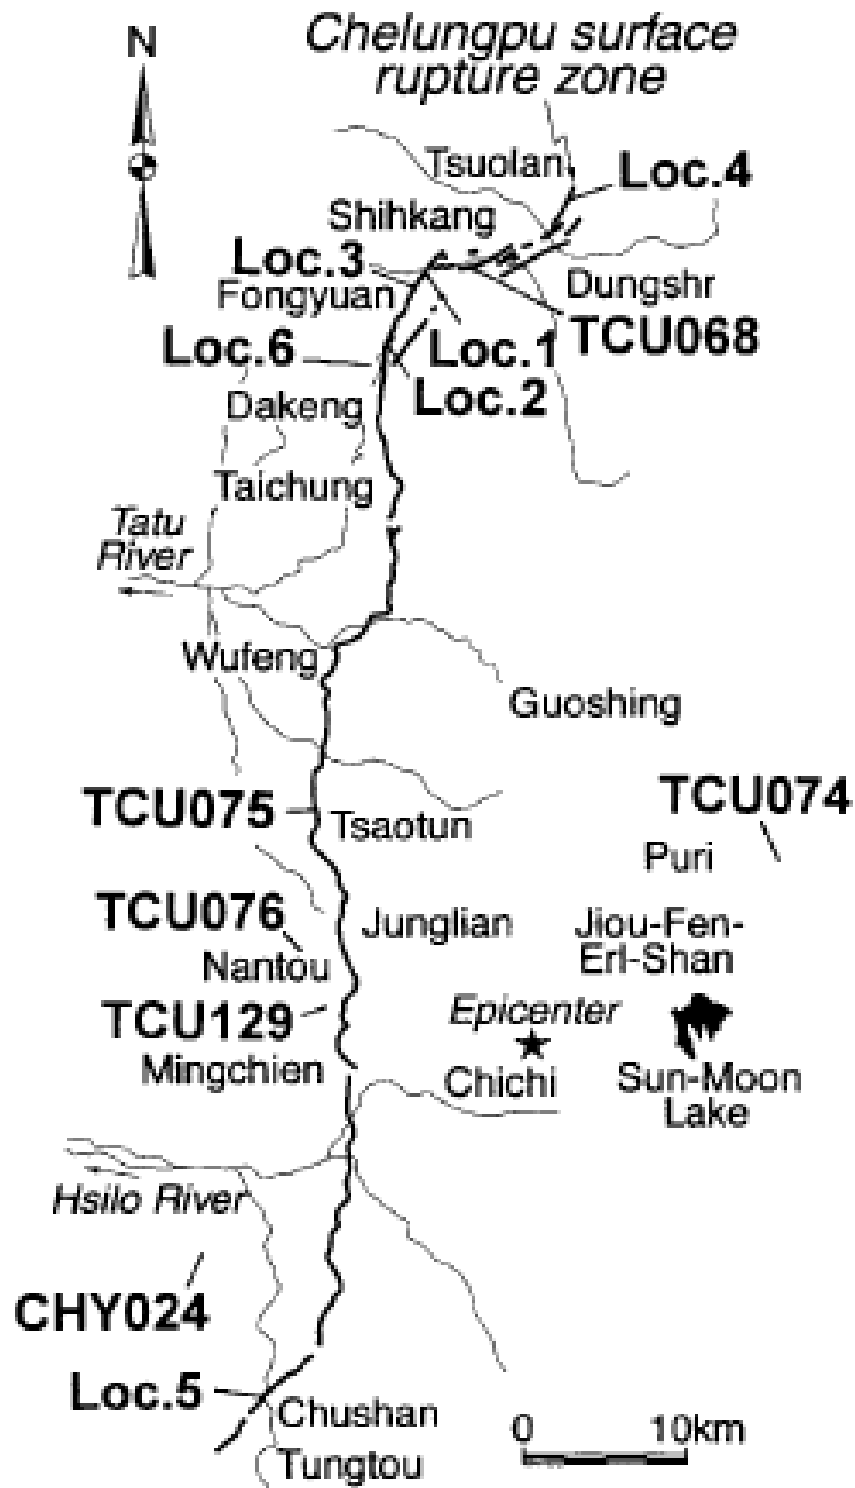 N
Chelungpu surface
rupture zone
Tsuolan
Loc.4
Shihkang
Loc.3
Fongyuan
Dungshr
TCU068
Loc.6
Loc.1
Loc.2
Dakeng
Taichung
Tatu
River
Wufeng
Guoshing
TCU075
Tsaotun
TCU074
Puri
TCU076
Junglian
Jiou-Fen-
Erl-Shan
Nantou
TCU129
Epicenter
Mingchien
Chichi
Sun-Moon
Lake
Hsilo River
CHY024
Loc.5
Chushan
Tungtou
0 10km